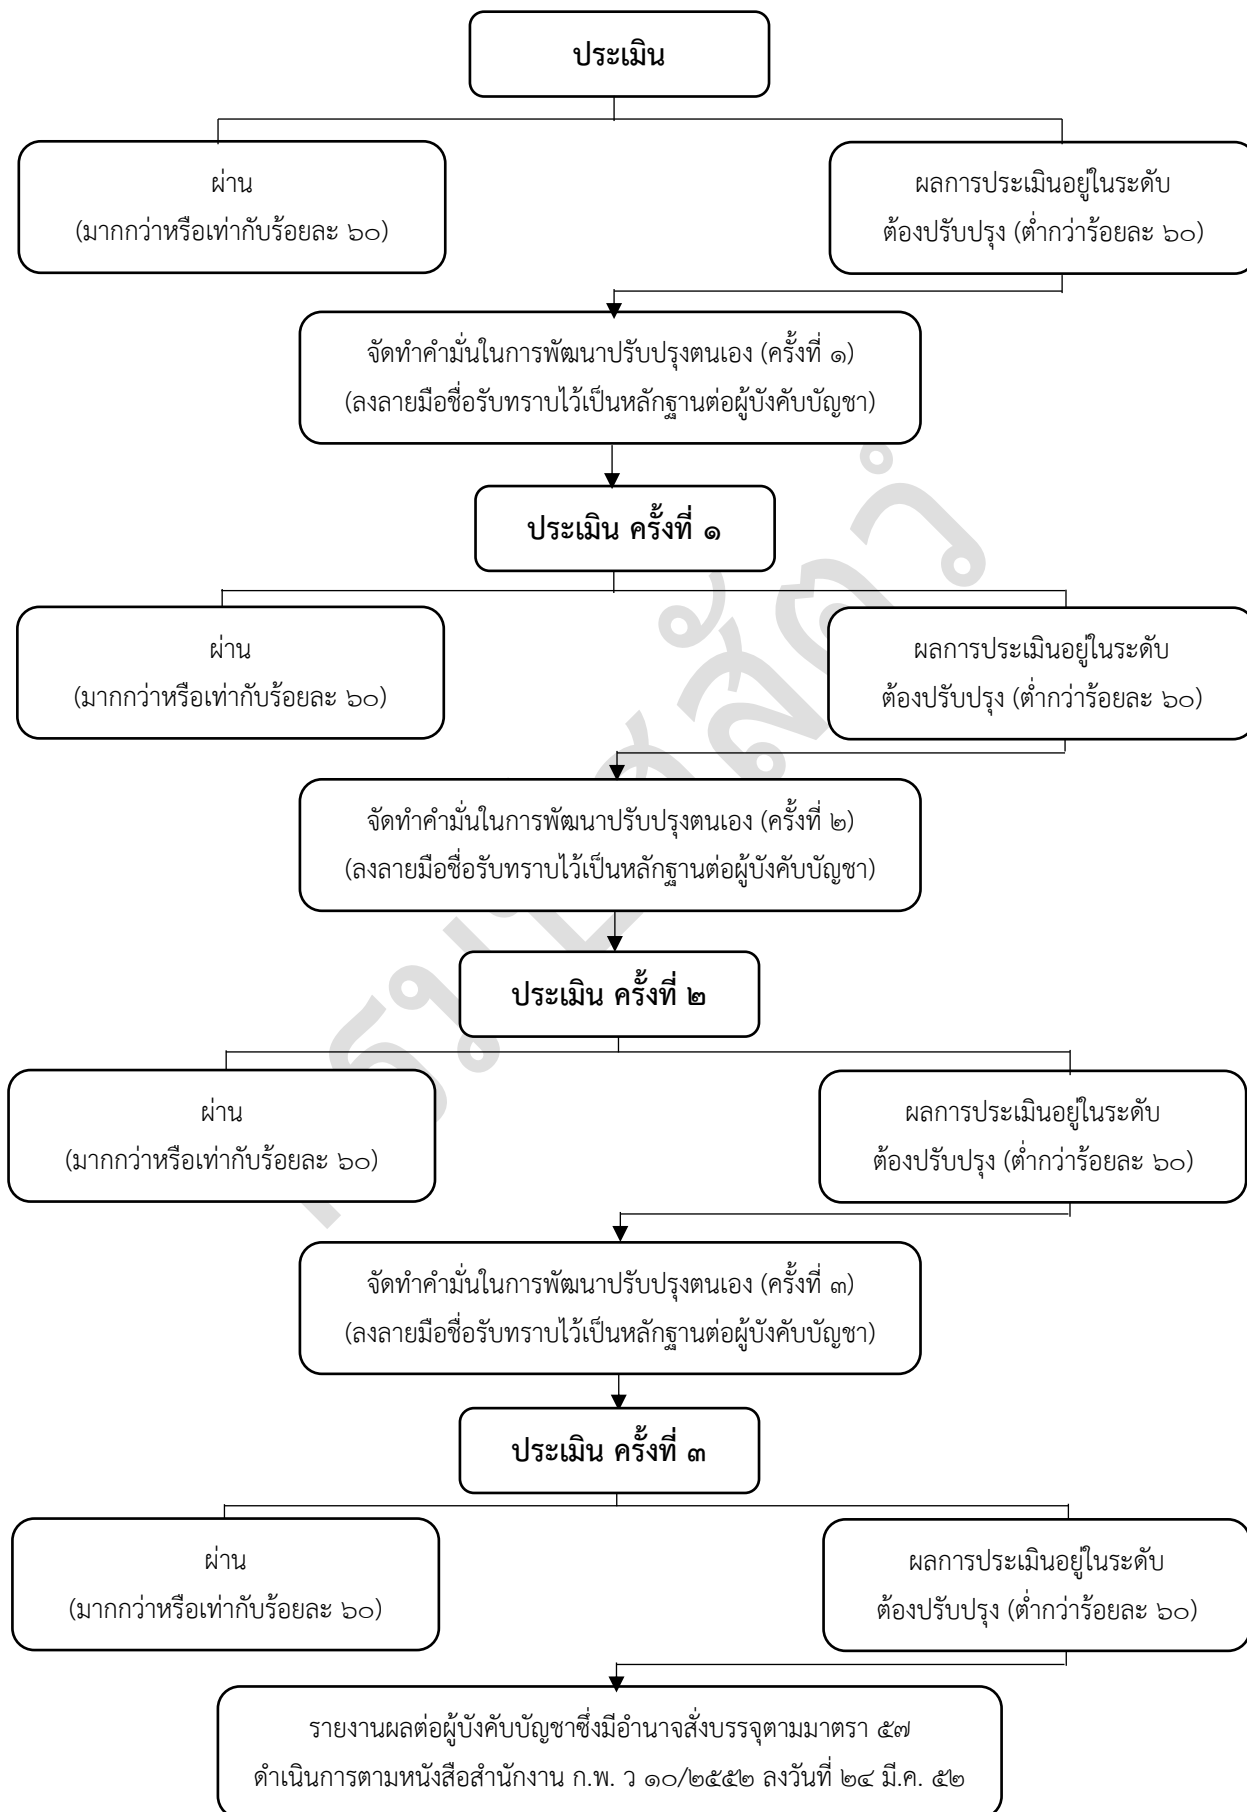 ประเมิน
ผ่าน
(มากกว่าหรือเท่ากับร้อยละ ๖๐)
ผลการประเมินอยู่ในระดับ
ต้องปรับปรุง (ต่ำกว่าร้อยละ ๖๐)
จัดทำคำมั่นในการพัฒนาปรับปรุงตนเอง (ครั้งที่ ๑)
(ลงลายมือชื่อรับทราบไว้เป็นหลักฐานต่อผู้บังคับบัญชา)
ประเมิน ครั้งที่ ๑
ผ่าน
(มากกว่าหรือเท่ากับร้อยละ ๖๐)
ผลการประเมินอยู่ในระดับ
ต้องปรับปรุง (ต่ำกว่าร้อยละ ๖๐)
จัดทำคำมั่นในการพัฒนาปรับปรุงตนเอง (ครั้งที่ ๒)
(ลงลายมือชื่อรับทราบไว้เป็นหลักฐานต่อผู้บังคับบัญชา)
ประเมิน ครั้งที่ ๒
ผ่าน
(มากกว่าหรือเท่ากับร้อยละ ๖๐)
ผลการประเมินอยู่ในระดับ
ต้องปรับปรุง (ต่ำกว่าร้อยละ ๖๐)
จัดทำคำมั่นในการพัฒนาปรับปรุงตนเอง (ครั้งที่ ๓)
(ลงลายมือชื่อรับทราบไว้เป็นหลักฐานต่อผู้บังคับบัญชา)
ประเมิน ครั้งที่ ๓
ผ่าน
(มากกว่าหรือเท่ากับร้อยละ ๖๐)
ผลการประเมินอยู่ในระดับ
ต้องปรับปรุง (ต่ำกว่าร้อยละ ๖๐)
รายงานผลต่อผู้บังคับบัญชาซึ่งมีอำนาจสั่งบรรจุตามมาตรา ๕๗
ดำเนินการตามหนังสือสำนักงาน ก.พ. ว ๑๐/๒๕๕๒ ลงวันที่ ๒๔ มี.ค. ๕๒
กรมปศุสัตว์